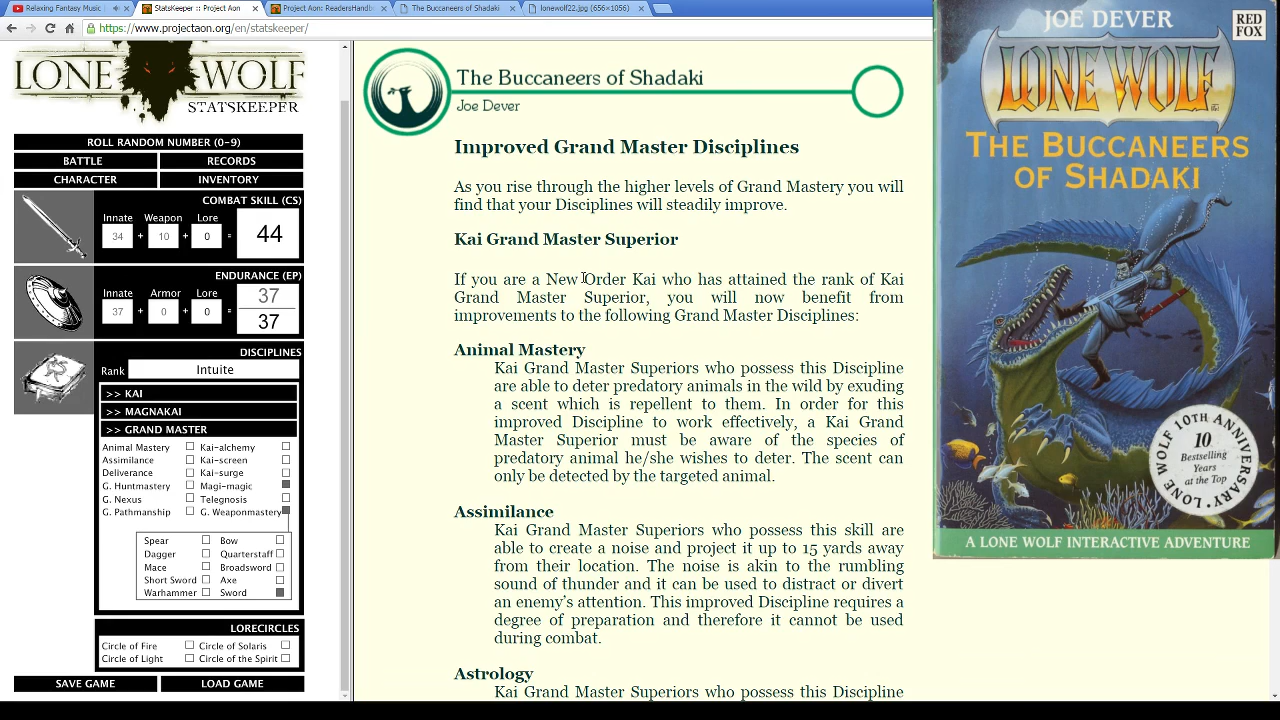 Relaxing Fantasy Music
StatsKeeper :: Project Aon
Project Aon: ReadersHandb
The Buccaneers of Shadaki
lonewolf22.jpg (656×1056)
https://www.projectaon.org/en/statskeeper/
LONE WOLF
STATSKEEPER
ROLL RANDOM NUMBER (0-9)
BATTLE RECORDS
CHARACTER INVENTORY
COMBAT SKILL (CS)
Innate Weapon Lore
34 + 10 + 0 = 44
ENDURANCE (EP)
Innate Armor Lore
37
37 + 0 + 0 = 37
DISCIPLINES
Rank Intuite
>> KAI
>> MAGNAKAI
>> GRAND MASTER
Animal Mastery Kai-alchemy
Assimilance Kai-screen
Deliverance Kai-surge
G. Huntmastery Magi-magic
G. Nexus Telegnosis
G. Pathmanship G. Weaponmastery
Spear Bow
Dagger Quarterstaff
Mace Broadsword
Short Sword Axe
Warhammer Sword
LORECIRCLES
Circle of Fire Circle of Solaris
Circle of Light Circle of the Spirit
SAVE GAME LOAD GAME
The Buccaneers of Shadaki
Joe Dever
Improved Grand Master Disciplines
As you rise through the higher levels of Grand Mastery you will
find that your Disciplines will steadily improve.
Kai Grand Master Superior
If you are a New Order Kai who has attained the rank of Kai
Grand Master Superior, you will now benefit from
improvements to the following Grand Master Disciplines:
Animal Mastery
Kai Grand Master Superiors who possess this Discipline
are able to deter predatory animals in the wild by exuding
a scent which is repellent to them. In order for this
improved Discipline to work effectively, a Kai Grand
Master Superior must be aware of the species of
predatory animal he/she wishes to deter. The scent can
only be detected by the targeted animal.
Assimilance
Kai Grand Master Superiors who possess this skill are
able to create a noise and project it up to 15 yards away
from their location. The noise is akin to the rumbling
sound of thunder and it can be used to distract or divert
an enemy's attention. This improved Discipline requires a
degree of preparation and therefore it cannot be used
during combat.
Astrology
Kai Grand Master Superiors who possess this Discipline
JOE DEVER
RED
FOX
LONE WOLF
THE BUCCANEERS
OF SHADAKI
LONE WOLF 10TH ANNIVERSARY
10
Bestselling
Years
at the Top
A LONE WOLF INTERACTIVE ADVENTURE